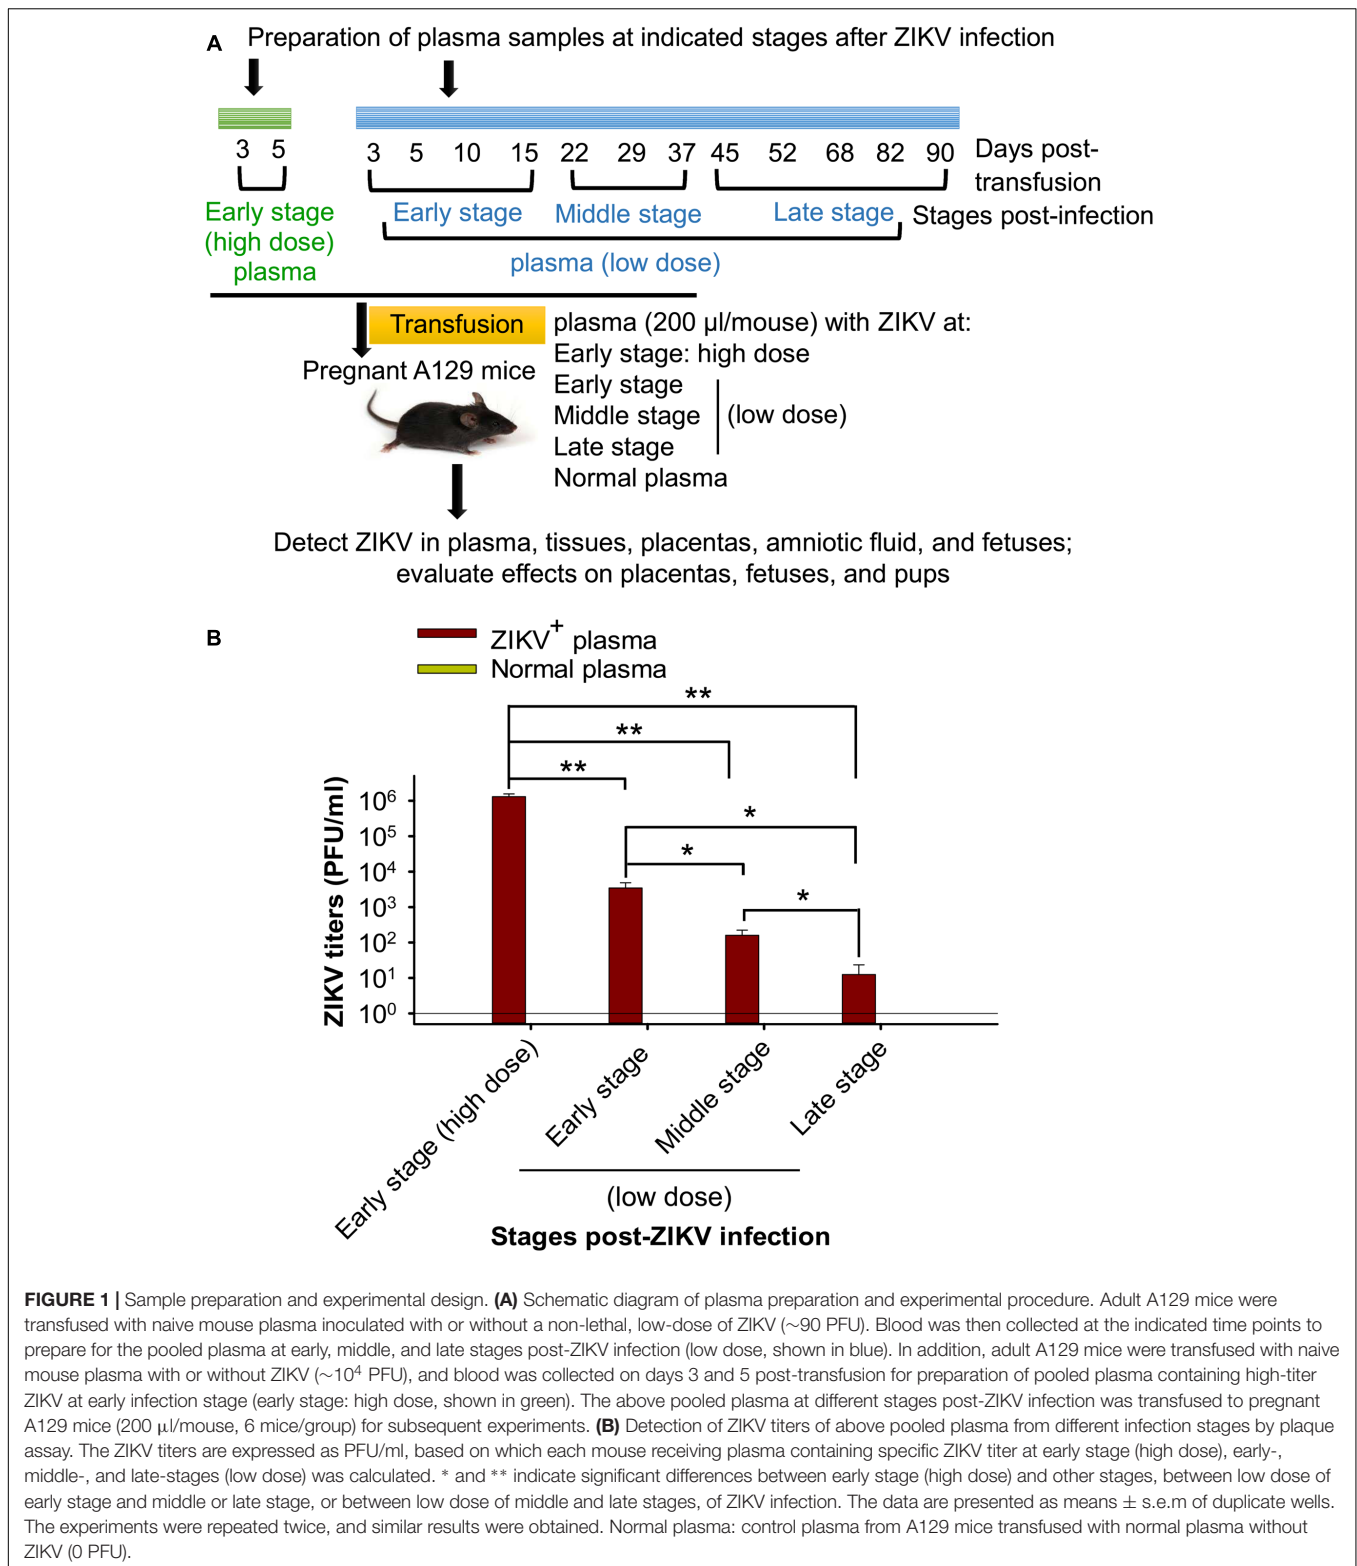 A Preparation of plasma samples at indicated stages after ZIKV infection
3 5 3 5 10 15 22 29 37 45 52 68 82 90 Days post-
transfusion
Early stage
(high dose)
plasma
Early stage Middle stage Late stage Stages post-infection
plasma (low dose)
Transfusion
Pregnant A129 mice
plasma (200 µl/mouse) with ZIKV at:
Early stage: high dose
Early stage
Middle stage (low dose)
Late stage
Normal plasma
Detect ZIKV in plasma, tissues, placentas, amniotic fluid, and fetuses;
evaluate effects on placentas, fetuses, and pups
B
ZIKV⁺ plasma
Normal plasma
**
**
**
*
*
*
ZIKV titers (PFU/ml)
10⁶
10⁵
10⁴
10³
10²
10¹
10⁰
Early stage (high dose)
Early stage
Middle stage
Late stage
(low dose)
Stages post-ZIKV infection
FIGURE 1 | Sample preparation and experimental design. (A) Schematic diagram of plasma preparation and experimental procedure. Adult A129 mice were
transfused with naive mouse plasma inoculated with or without a non-lethal, low-dose of ZIKV (∼90 PFU). Blood was then collected at the indicated time points to
prepare for the pooled plasma at early, middle, and late stages post-ZIKV infection (low dose, shown in blue). In addition, adult A129 mice were transfused with naive
mouse plasma with or without ZIKV (∼10⁴ PFU), and blood was collected on days 3 and 5 post-transfusion for preparation of pooled plasma containing high-titer
ZIKV at early infection stage (early stage: high dose, shown in green). The above pooled plasma at different stages post-ZIKV infection was transfused to pregnant
A129 mice (200 μl/mouse, 6 mice/group) for subsequent experiments. (B) Detection of ZIKV titers of above pooled plasma from different infection stages by plaque
assay. The ZIKV titers are expressed as PFU/ml, based on which each mouse receiving plasma containing specific ZIKV titer at early stage (high dose), early-,
middle-, and late-stages (low dose) was calculated. * and ** indicate significant differences between early stage (high dose) and other stages, between low dose of
early stage and middle or late stage, or between low dose of middle and late stages, of ZIKV infection. The data are presented as means ± s.e.m of duplicate wells.
The experiments were repeated twice, and similar results were obtained. Normal plasma: control plasma from A129 mice transfused with normal plasma without
ZIKV (0 PFU).